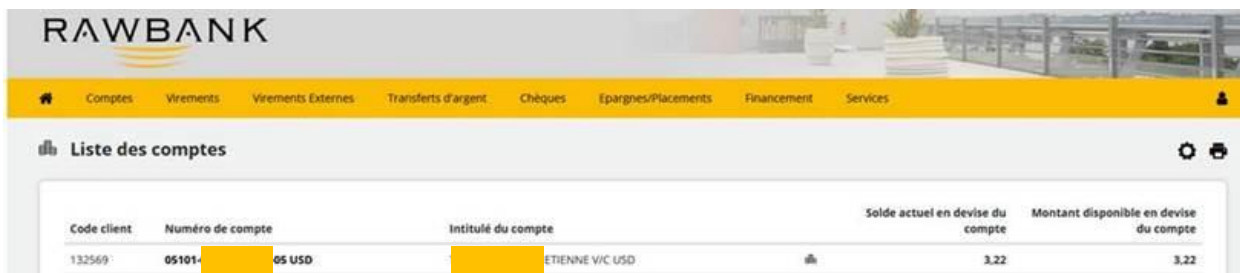 RAWBANK
Comptes Virements Virements Externes Transferts d'argent Chèques Epargnes/Placements Financement Services
Liste des comptes
Code client Numéro de compte Intitulé du compte Solde actuel en devise du compte Montant disponible en devise du compte
132569 05101- 05 USD ETIENNE V/C USD 3,22 3,22